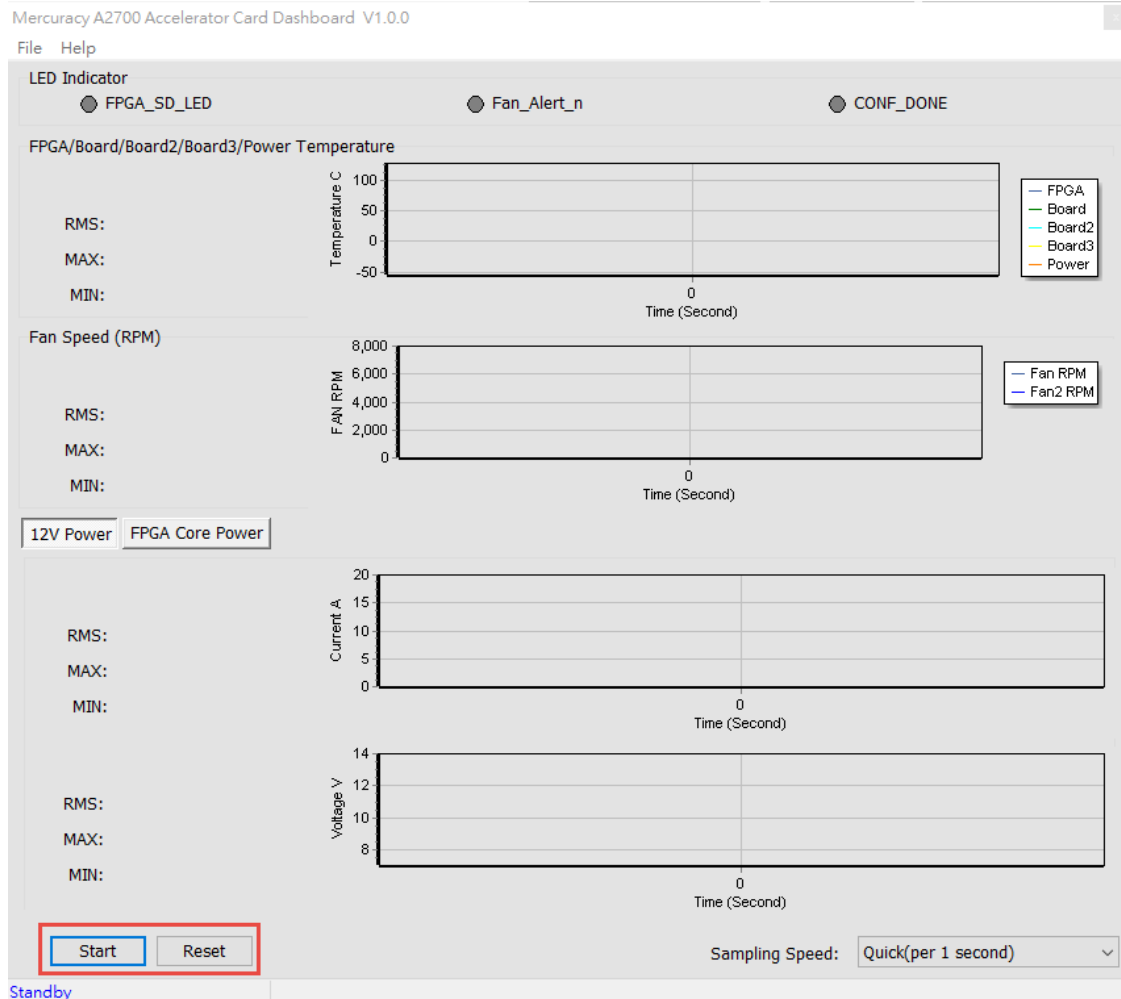 Mercuracy A2700 Accelerator Card Dashboard V1.0.0
File Help
LED Indicator
FPGA_SD_LED Fan_Alert_n CONF_DONE
FPGA/Board/Board2/Board3/Power Temperature
RMS:
MAX:
MIN:
Temperature C
100
50
0
-50
0
Time (Second)
FPGA
Board
Board2
Board3
Power
Fan Speed (RPM)
RMS:
MAX:
MIN:
FAN RPM
8,000
6,000
4,000
2,000
0
0
Time (Second)
Fan RPM
Fan2 RPM
12V Power FPGA Core Power
RMS:
MAX:
MIN:
Current A
20
15
10
5
0
0
Time (Second)
RMS:
MAX:
MIN:
Voltage V
14
12
10
8
0
Time (Second)
Start Reset Sampling Speed: Quick(per 1 second)
Standby